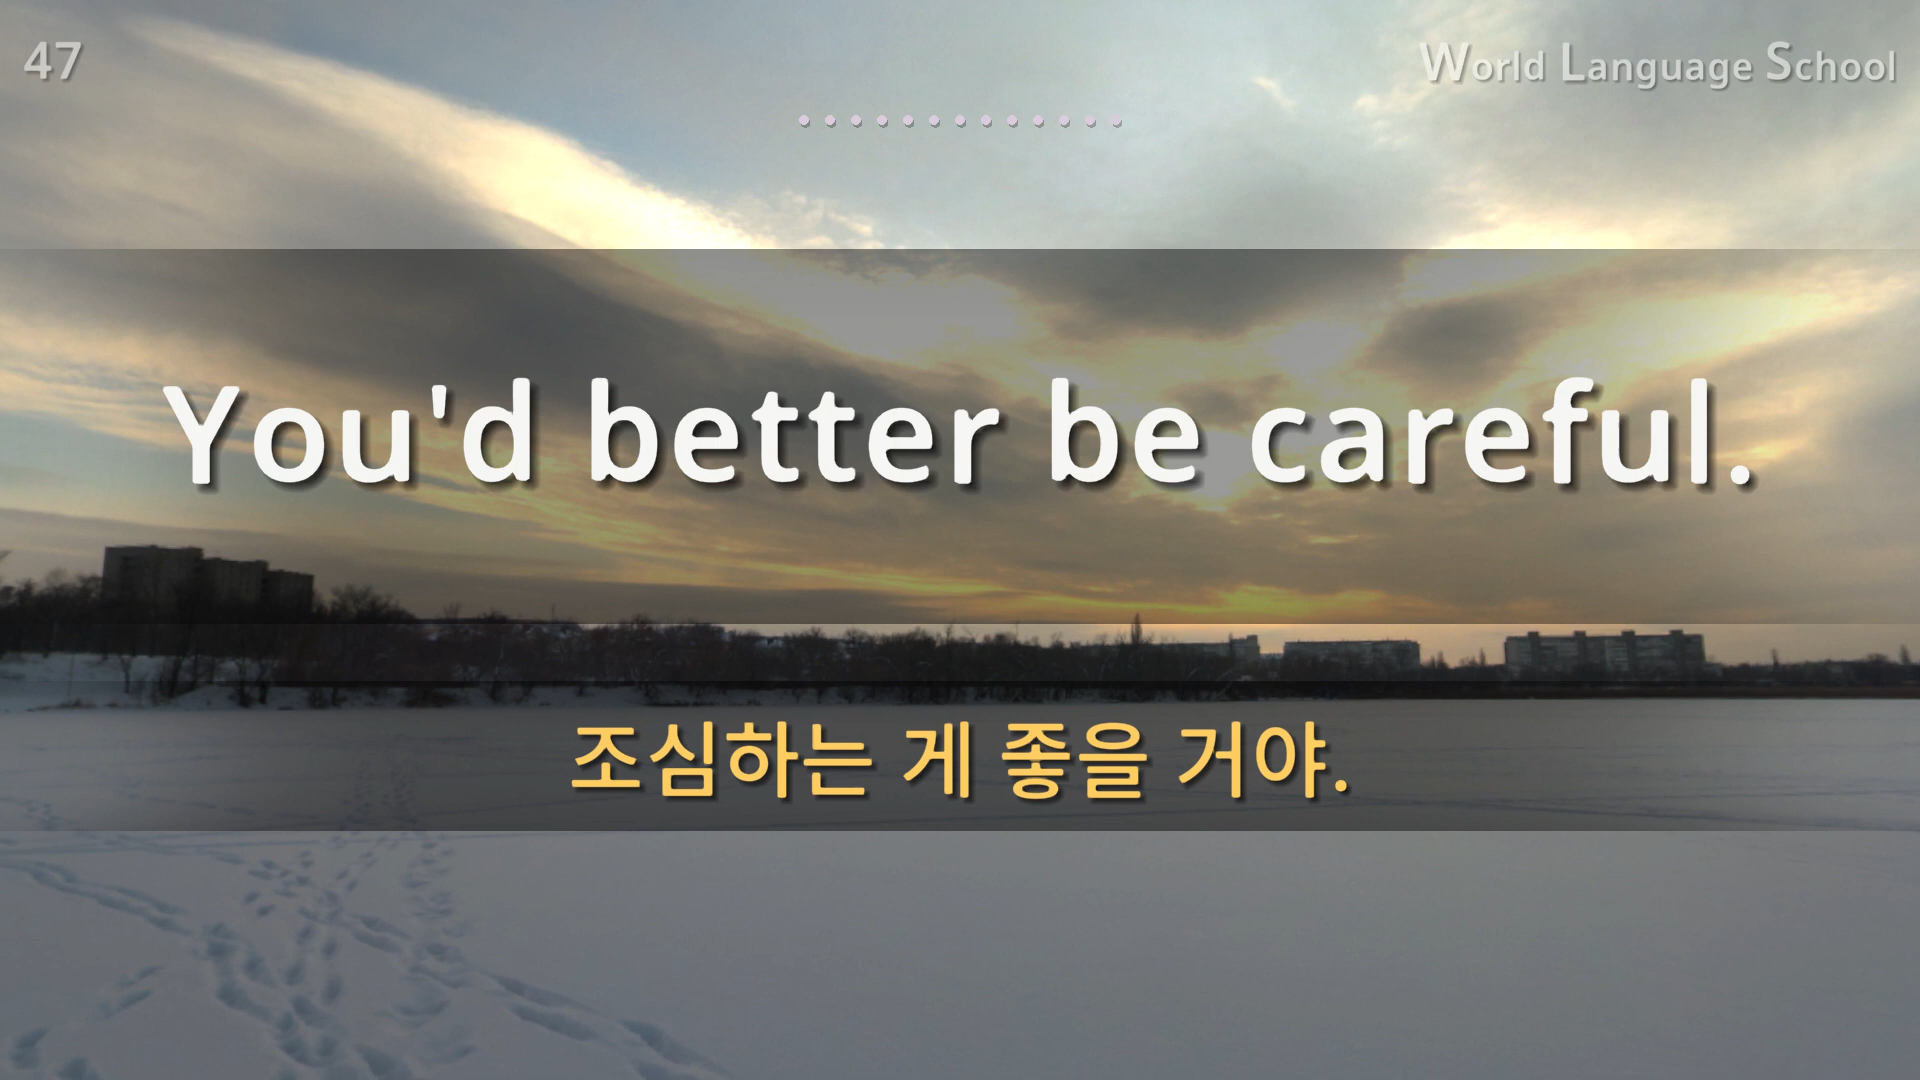 47
World Language School
You'd better be careful.
조심하는 게 좋을 거야.